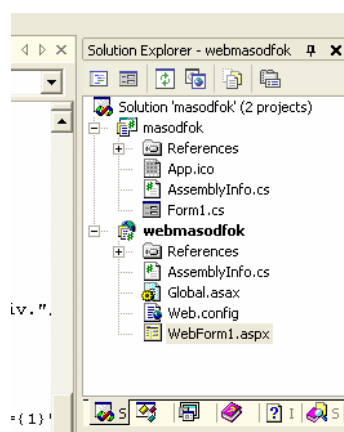 Solution Explorer - webmasodfok
Solution 'masodfok' (2 projects)
masodfok
References
App.ico
AssemblyInfo.cs
Form1.cs
webmasodfok
References
AssemblyInfo.cs
Global.asax
Web.config
WebForm1.aspx
iv.",
={1}'
S
I
S